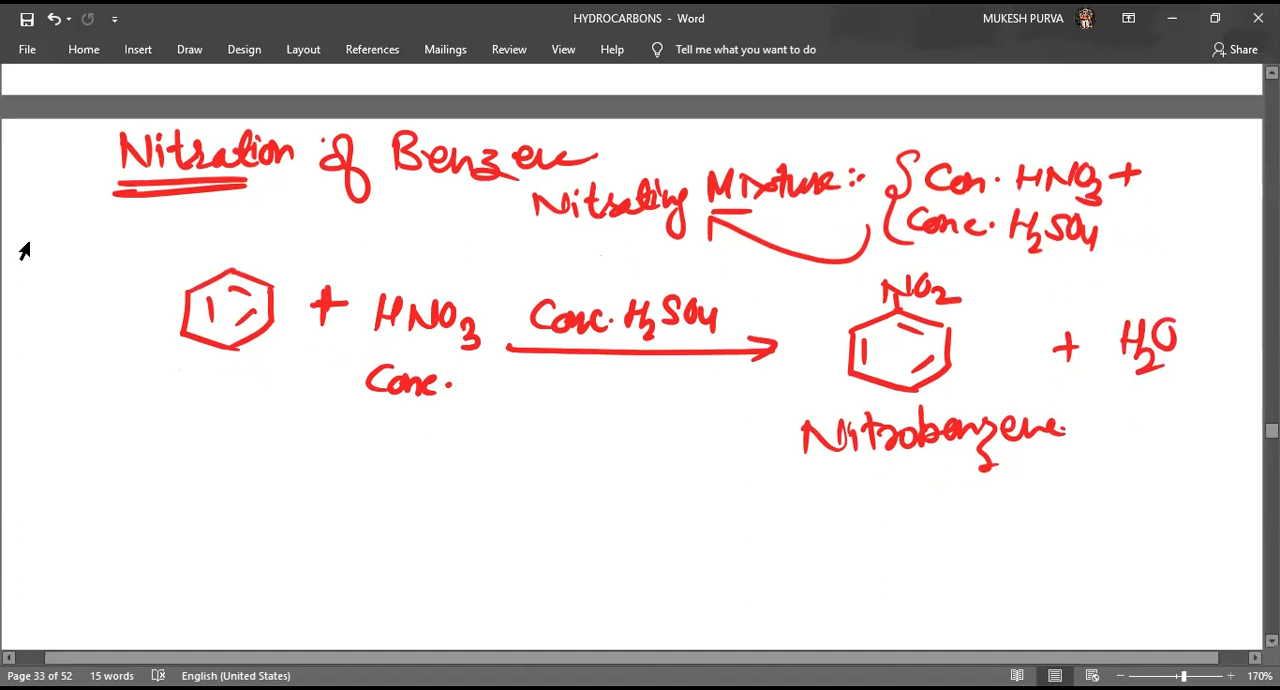 HYDROCARBONS - Word
MUKESH PURVA
File Home Insert Draw Design Layout References Mailings Review View Help Tell me what you want to do Share
Nitration of Benzene
Nitrating Mixture:- { Con. HNO3 +
Conc. H2SO4
+ HNO3 Conc. H2SO4 NO2 + H2O
Conc.
Nitrobenzene
Page 33 of 52 15 words English (United States) 170%